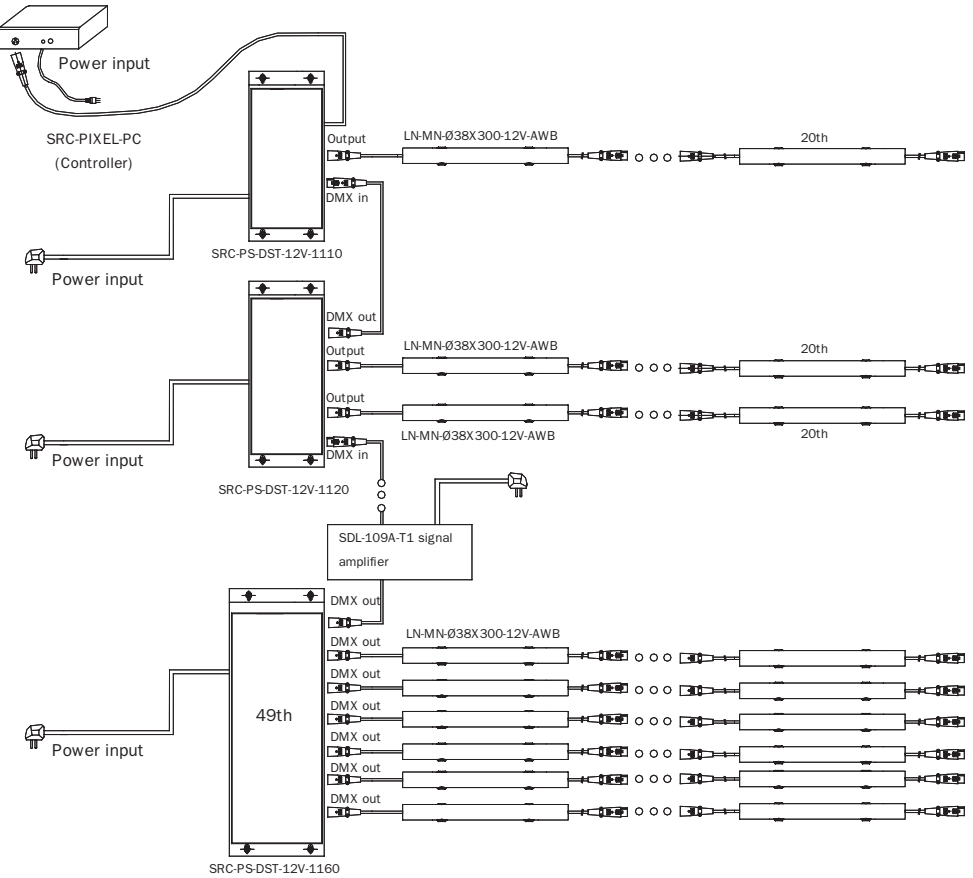 Power input
SRC-PIXEL-PC
(Controller)
Output
LN-MN-Ø38X300-12V-AWB
20th
DMX in
SRC-PS-DST-12V-1110
Power input
DMX out
Output
LN-MN-Ø38X300-12V-AWB
20th
Output
LN-MN-Ø38X300-12V-AWB
20th
DMX in
Power input
SRC-PS-DST-12V-1120
SDL-109A-T1 signal
amplifier
DMX out
DMX out
LN-MN-Ø38X300-12V-AWB
DMX out
DMX out
49th
DMX out
Power input
DMX out
DMX out
SRC-PS-DST-12V-1160